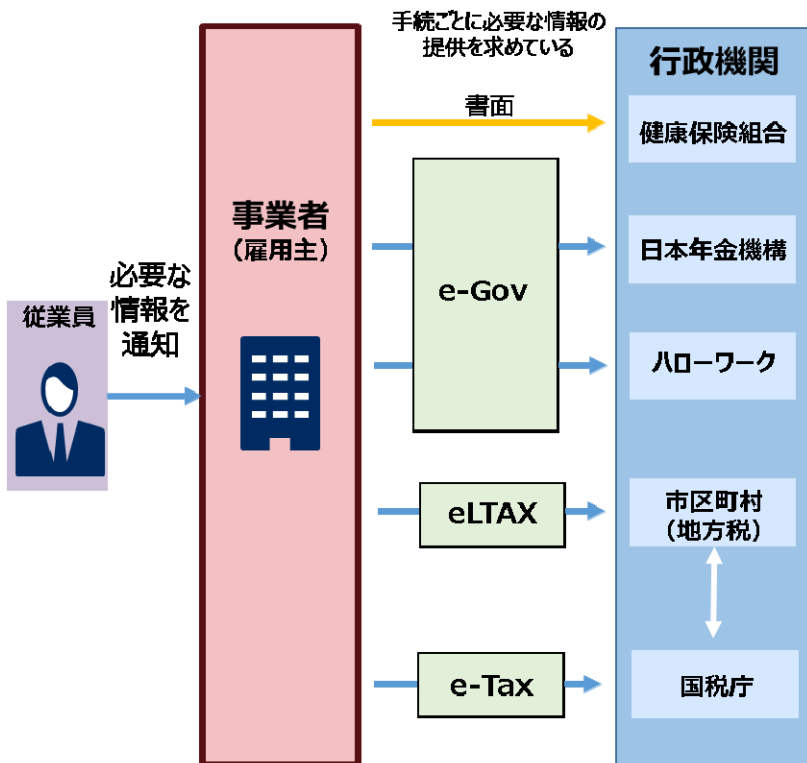 手続ごとに必要な情報の
提供を求めている
行政機関
書面
健康保険組合
事業者
（雇用主）
日本年金機構
e-Gov
必要な
情報を
通知
従業員
ハローワーク
eLTAX
市区町村
（地方税）
e-Tax
国税庁